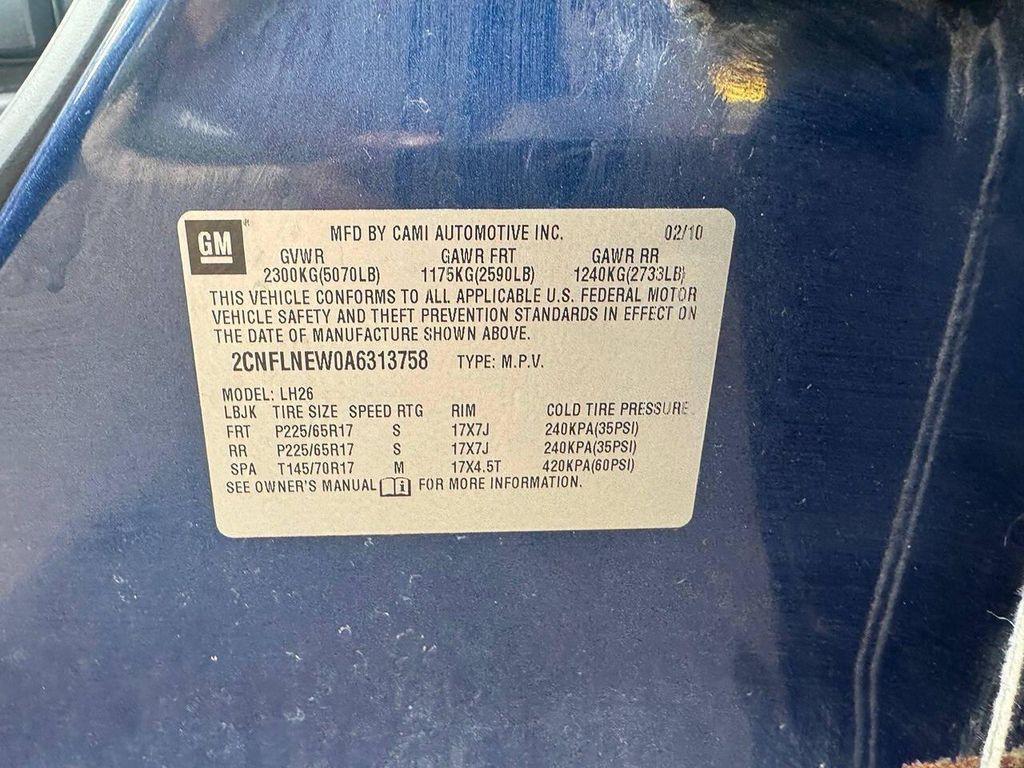 GM MFD BY CAMI AUTOMOTIVE INC. 02/10
GVWR GAWR FRT GAWR RR
2300KG(5070LB) 1175KG(2590LB) 1240KG(2733LB)
THIS VEHICLE CONFORMS TO ALL APPLICABLE U.S. FEDERAL MOTOR
VEHICLE SAFETY AND THEFT PREVENTION STANDARDS IN EFFECT ON
THE DATE OF MANUFACTURE SHOWN ABOVE.
2CNFLNEW0A6313758 TYPE: M.P.V.
MODEL: LH26
LBJK TIRE SIZE SPEED RTG RIM COLD TIRE PRESSURE
FRT P225/65R17 S 17X7J 240KPA(35PSI)
RR P225/65R17 S 17X7J 240KPA(35PSI)
SPA T145/70R17 M 17X4.5T 420KPA(60PSI)
SEE OWNER'S MANUAL i FOR MORE INFORMATION.